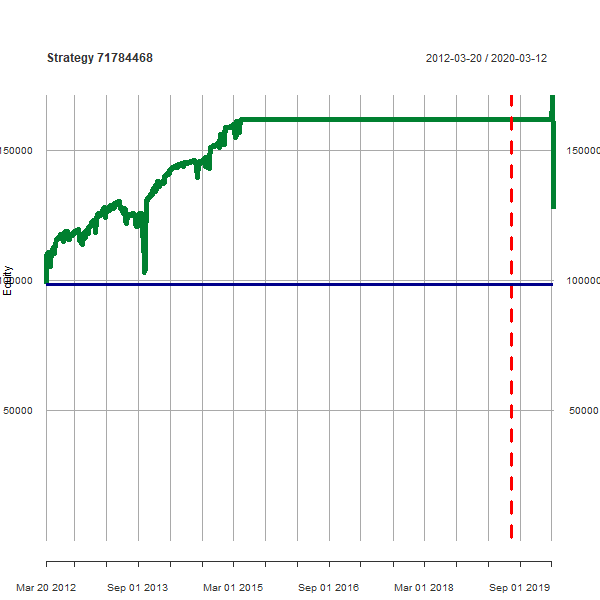 Strategy 71784468
2012-03-20 / 2020-03-12
150000
150000
100000
100000
Equity
50000
50000
Mar 20 2012
Sep 01 2013
Mar 01 2015
Sep 01 2016
Mar 01 2018
Sep 01 2019